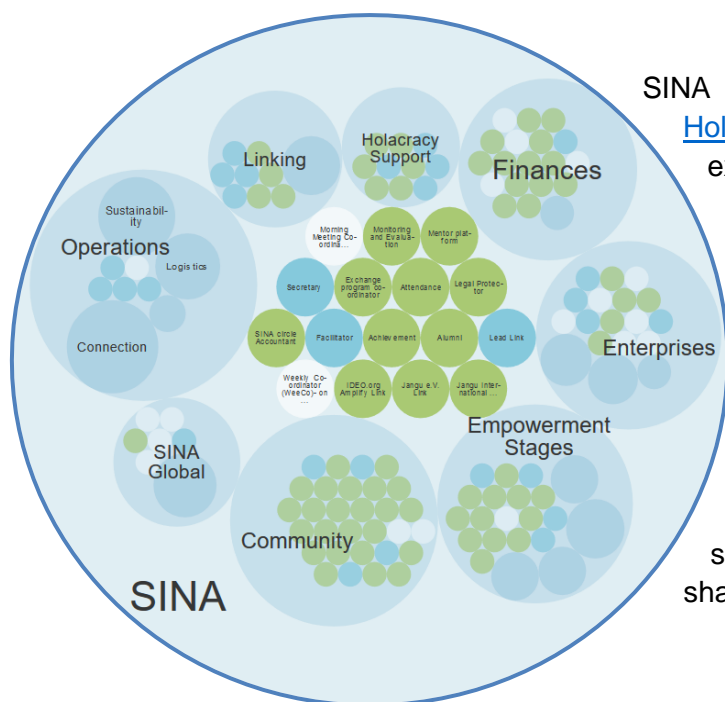 SINA
Hol
ex
Linking
Holacracy
Support
Finances
Sustainabil-
ity
Operations
Logistics
Connection
Morning
Meeting Co-
ordina...
Monitoring
and Evalua-
tion
Mentor plat-
form
Secretary
Exchange
program co-
ordinator
Attendance
Legal Protec-
tor
SINA circle
Accountant
Facilitator
Achievement
Alumni
Lead Link
Weekly Co-
ordinator
(WeeCo)- on
...
IDEO.org
Amplify Link
Jangu e.V.
Link
Jangu Inter-
national ...
Enterprises
Empowerment
Stages
SINA
Global
Community
SINA
s
sha